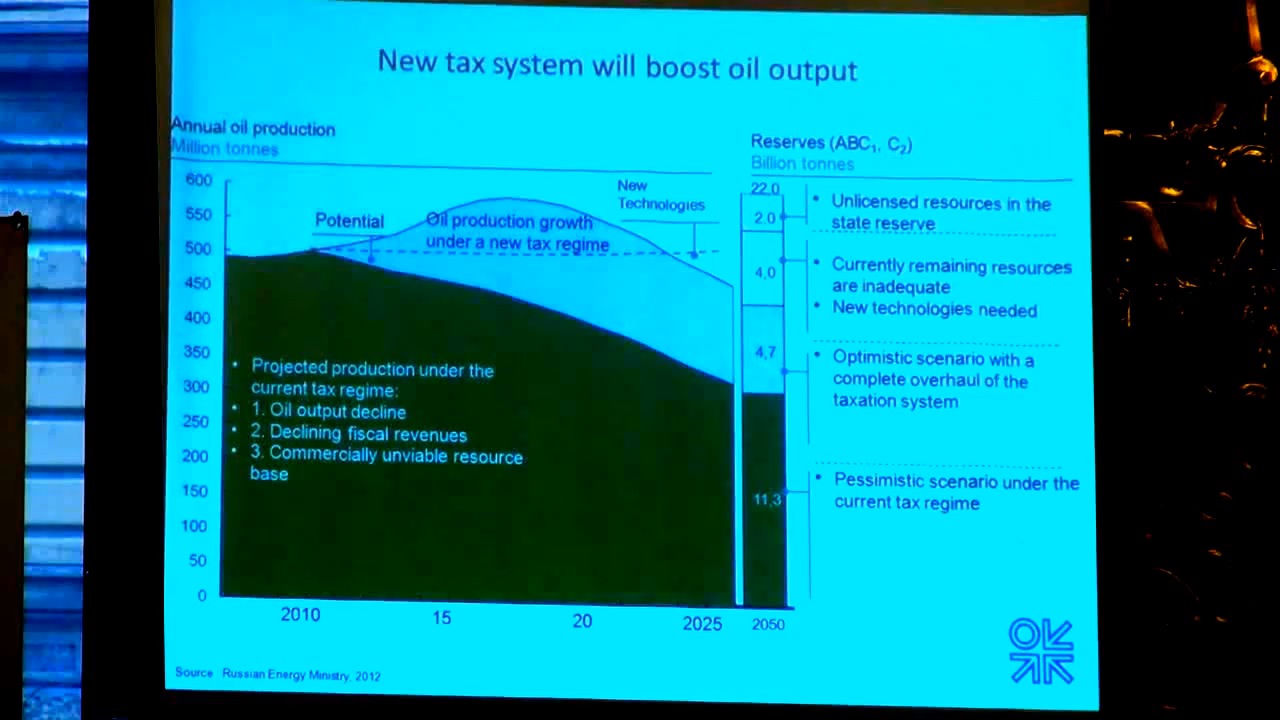 New tax system will boost oil output
Annual oil production
Million tonnes
600
550
500
450
400
350
300
250
200
150
100
50
0
Potential
Oil production growth
under a new tax regime
New
Technologies
• Projected production under the
current tax regime:
• 1. Oil output decline
• 2. Declining fiscal revenues
• 3. Commercially unviable resource
base
2010
15
20
2025
2050
Reserves (ABC₁, C₂)
Billion tonnes
22.0
2.0
4,0
4,7
11,3
• Unlicensed resources in the
state reserve
• Currently remaining resources
are inadequate
• New technologies needed
• Optimistic scenario with a
complete overhaul of the
taxation system
• Pessimistic scenario under the
current tax regime
Source Russian Energy Ministry, 2012